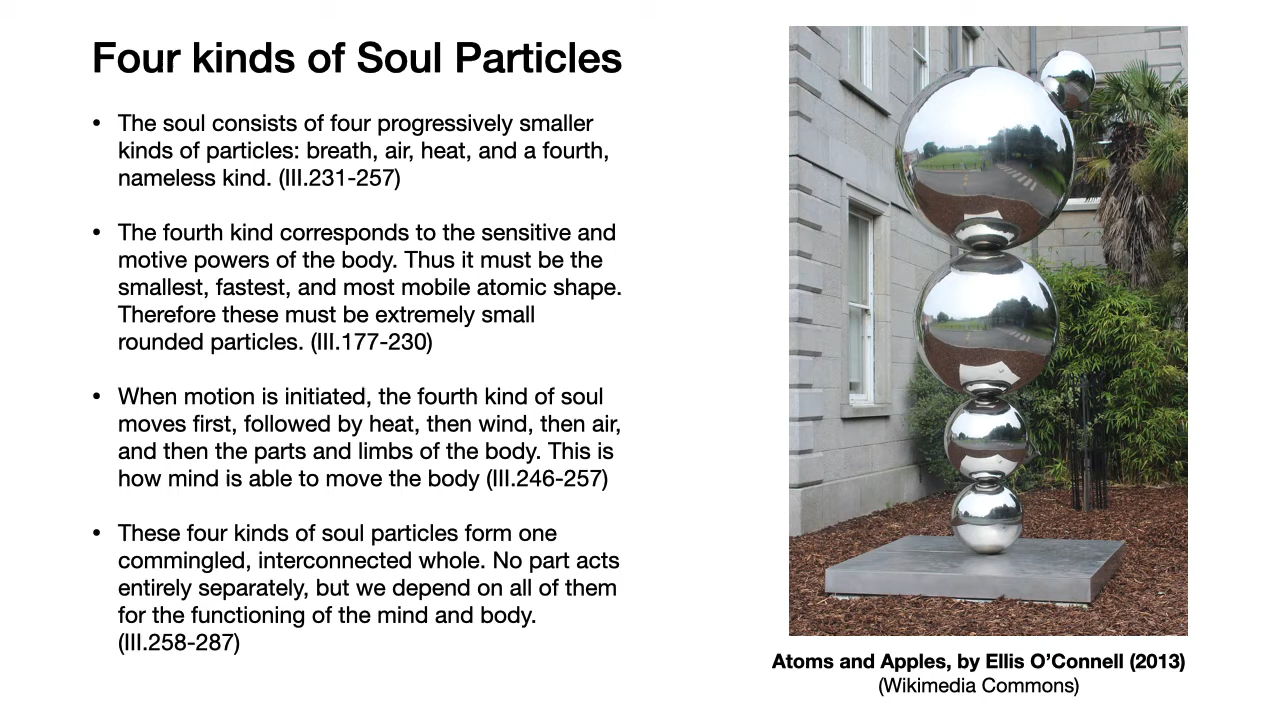 Four kinds of Soul Particles
• The soul consists of four progressively smaller
kinds of particles: breath, air, heat, and a fourth,
nameless kind. (III.231-257)
• The fourth kind corresponds to the sensitive and
motive powers of the body. Thus it must be the
smallest, fastest, and most mobile atomic shape.
Therefore these must be extremely small
rounded particles. (III.177-230)
• When motion is initiated, the fourth kind of soul
moves first, followed by heat, then wind, then air,
and then the parts and limbs of the body. This is
how mind is able to move the body (III.246-257)
• These four kinds of soul particles form one
commingled, interconnected whole. No part acts
entirely separately, but we depend on all of them
for the functioning of the mind and body.
(III.258-287)
Atoms and Apples, by Ellis O’Connell (2013)
(Wikimedia Commons)